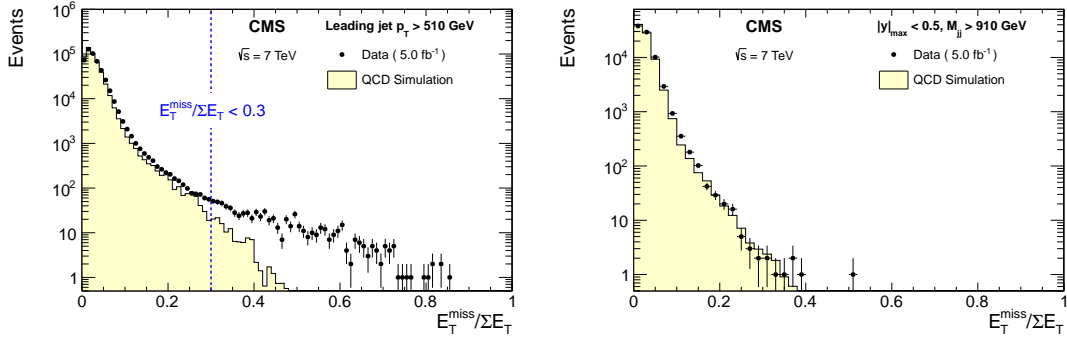 CMS
Leading jet p_T > 510 GeV
√s = 7 TeV
Data ( 5.0 fb⁻¹)
QCD Simulation
E_T^miss/ΣE_T < 0.3
Events
10⁶
10⁵
10⁴
10³
10²
10
1
0 0.2 0.4 0.6 0.8 1
E_T^miss/ΣE_T
CMS
|y|_max < 0.5, M_jj > 910 GeV
√s = 7 TeV
Data ( 5.0 fb⁻¹)
QCD Simulation
Events
10⁴
10³
10²
10
1
0 0.2 0.4 0.6 0.8 1
E_T^miss/ΣE_T